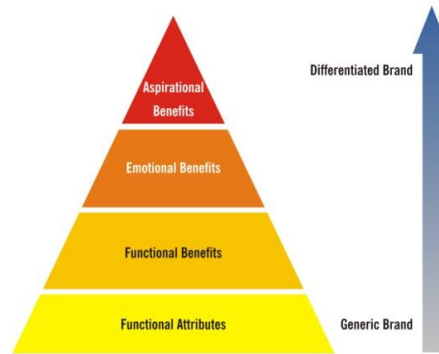 Aspirational
Benefits
Differentiated Brand
Emotional Benefits
Functional Benefits
Functional Attributes
Generic Brand